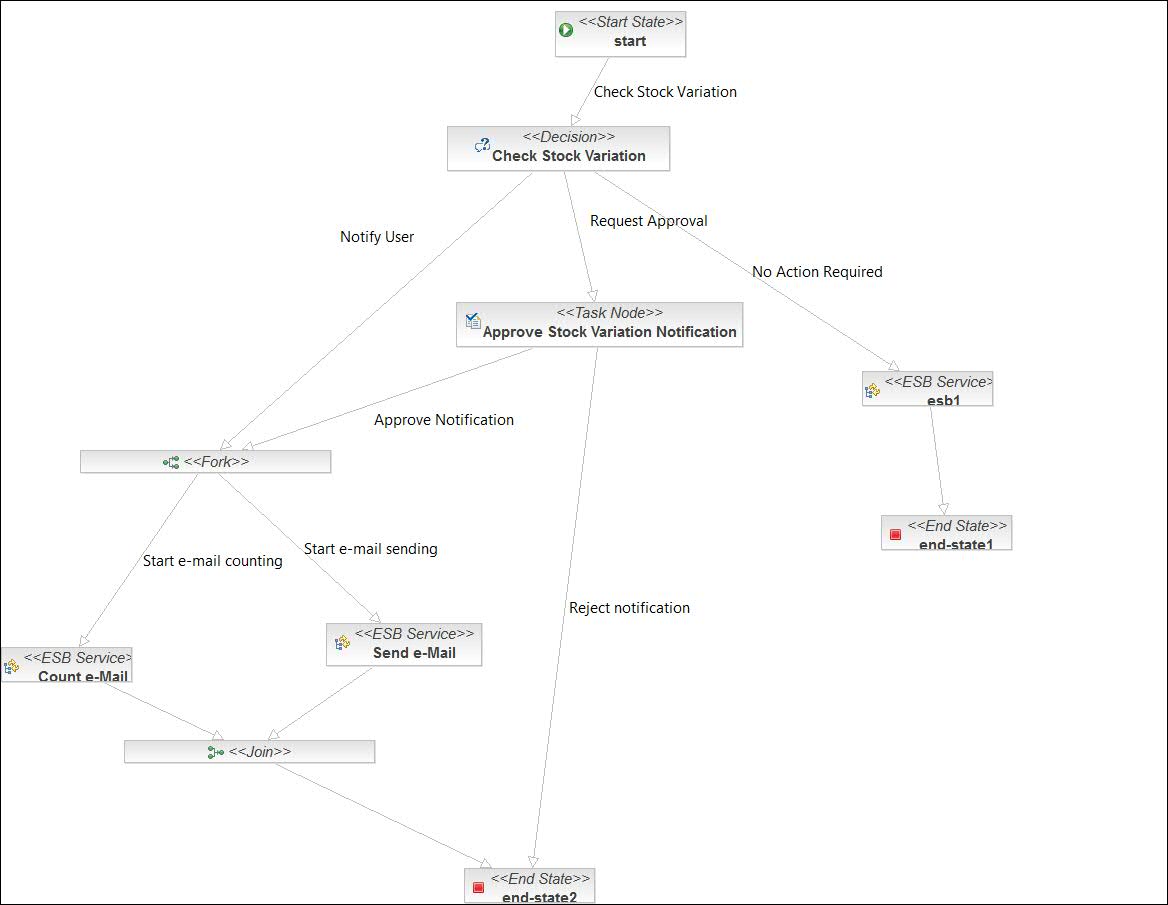 <<Start State>>
start
Check Stock Variation
<<Decision>>
Check Stock Variation
Request Approval
Notify User
No Action Required
<<Task Node>>
Approve Stock Variation Notification
<<ESB Service>
esb1
Approve Notification
<<Fork>>
<<End State>>
end-state1
Start e-mail sending
Start e-mail counting
Reject notification
<<ESB Service>>
Send e-Mail
<<ESB Service>
Count e-Mail
<<Join>>
<<End State>>
end-state2